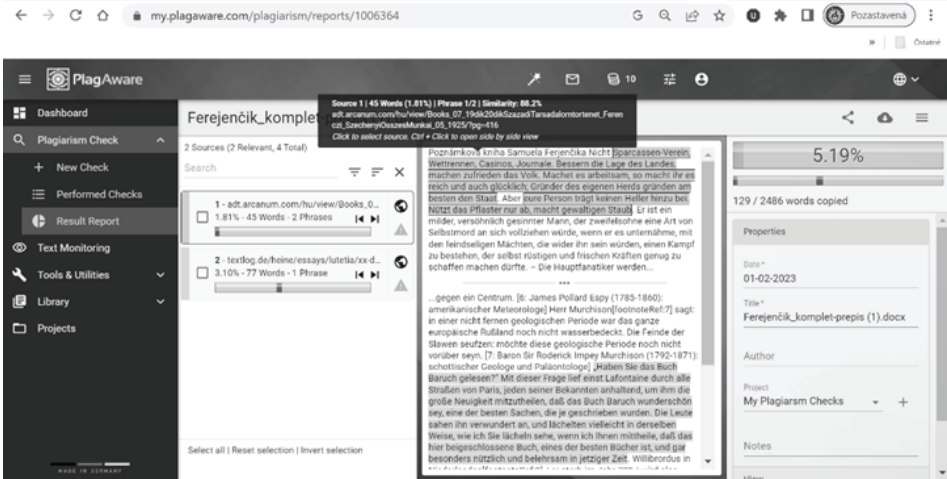 my.plagaware.com/plagiarism/reports/1006364
Pozastavená
»
Ostatné
PlagAware
10
Dashboard
Plagiarism Check
New Check
Performed Checks
Result Report
Text Monitoring
Tools & Utilities
Library
Projects
MADE IN GERMANY
Ferejenčík_komplet
Source 1 | 45 Words (1.81%) | Phrase 1/2 | Similarity: 88.2%
adt.arcanum.com/hu/view/Books_07_19dik20dikSzazadiTarsadalomtortenet_Feren
czi_SzechenyiOsszesMunkai_05_1925/?pg=416
Click to select source. Ctrl + Click to open side by side view
2 Sources (2 Relevant, 4 Total)
Search
1 - adt.arcanum.com/hu/view/Books_0...
1.81% - 45 Words - 2 Phrases
2 - textlog.de/heine/essays/lutetia/xx-d...
3.10% - 77 Words - 1 Phrase
Select all | Reset selection | Invert selection
Poznámková kniha Samuela Ferjenčíka Nicht Sparcassen-Verein,
Wettrennen, Casinos, Journale. Bessern die Lage des Landes,
machen zufrieden das Volk. Machet es arbeitsam, so macht ihr es
reich und auch glücklich; Gründer des eigenen Herds gründen am
besten den Staat. Aber eure Person trägt keinen Heller hinzu bei.
Nützt das Pflaster nur ab, macht gewaltigen Staub. Er ist ein
milder, versöhnlich gesinnter Mann, der zweifelsohne eine Art von
Selbstmord an sich vollziehen würde, wenn er es unternähme, mit
den feindseligen Mächten, die wider ihn sein würden, einen Kampf
zu bestehen, der selbst rüstigen und frischen Kräften genug zu
schaffen machen dürfte. – Die Hauptfanatiker werden...
***
...gegen ein Centrum. [6: James Pollard Espy (1785-1860):
amerikanischer Meteorologe] Herr Murchison[footnoteRef:7] sagt:
in einer nicht fernen geologischen Periode war das ganze
europäische Rußland noch nicht wasserbedeckt. Die Feinde der
Slawen seufzen: möchte diese geologische Periode noch nicht
vorüber seyn. [7: Baron Sir Roderick Impey Murchison (1792-1871):
schottischer Geologe und Paläontologe] „Haben Sie das Buch
Baruch gelesen?" Mit dieser Frage lief einst Lafontaine durch alle
Straßen von Paris, jeden seiner Bekannten anhaltend, um ihm die
große Neuigkeit mitzutheilen, daß das Buch Baruch wunderschön
sey, eine der besten Sachen, die je geschrieben wurden. Die Leute
sahen ihn verwundert an, und lächelten vielleicht in derselben
Weise, wie ich Sie lächeln sehe, wenn ich Ihnen mittheile, daß das
hier beigeschlossene Buch, eines der besten Bücher ist, und gar
besonders nützlich und belehrsam in jetziger Zeit. Willibrordus in
5.19%
129 / 2486 words copied
Properties
Date*
01-02-2023
Title*
Ferejenčík_komplet-prepis (1).docx
Author
Project
My Plagiarsm Checks
Notes
View